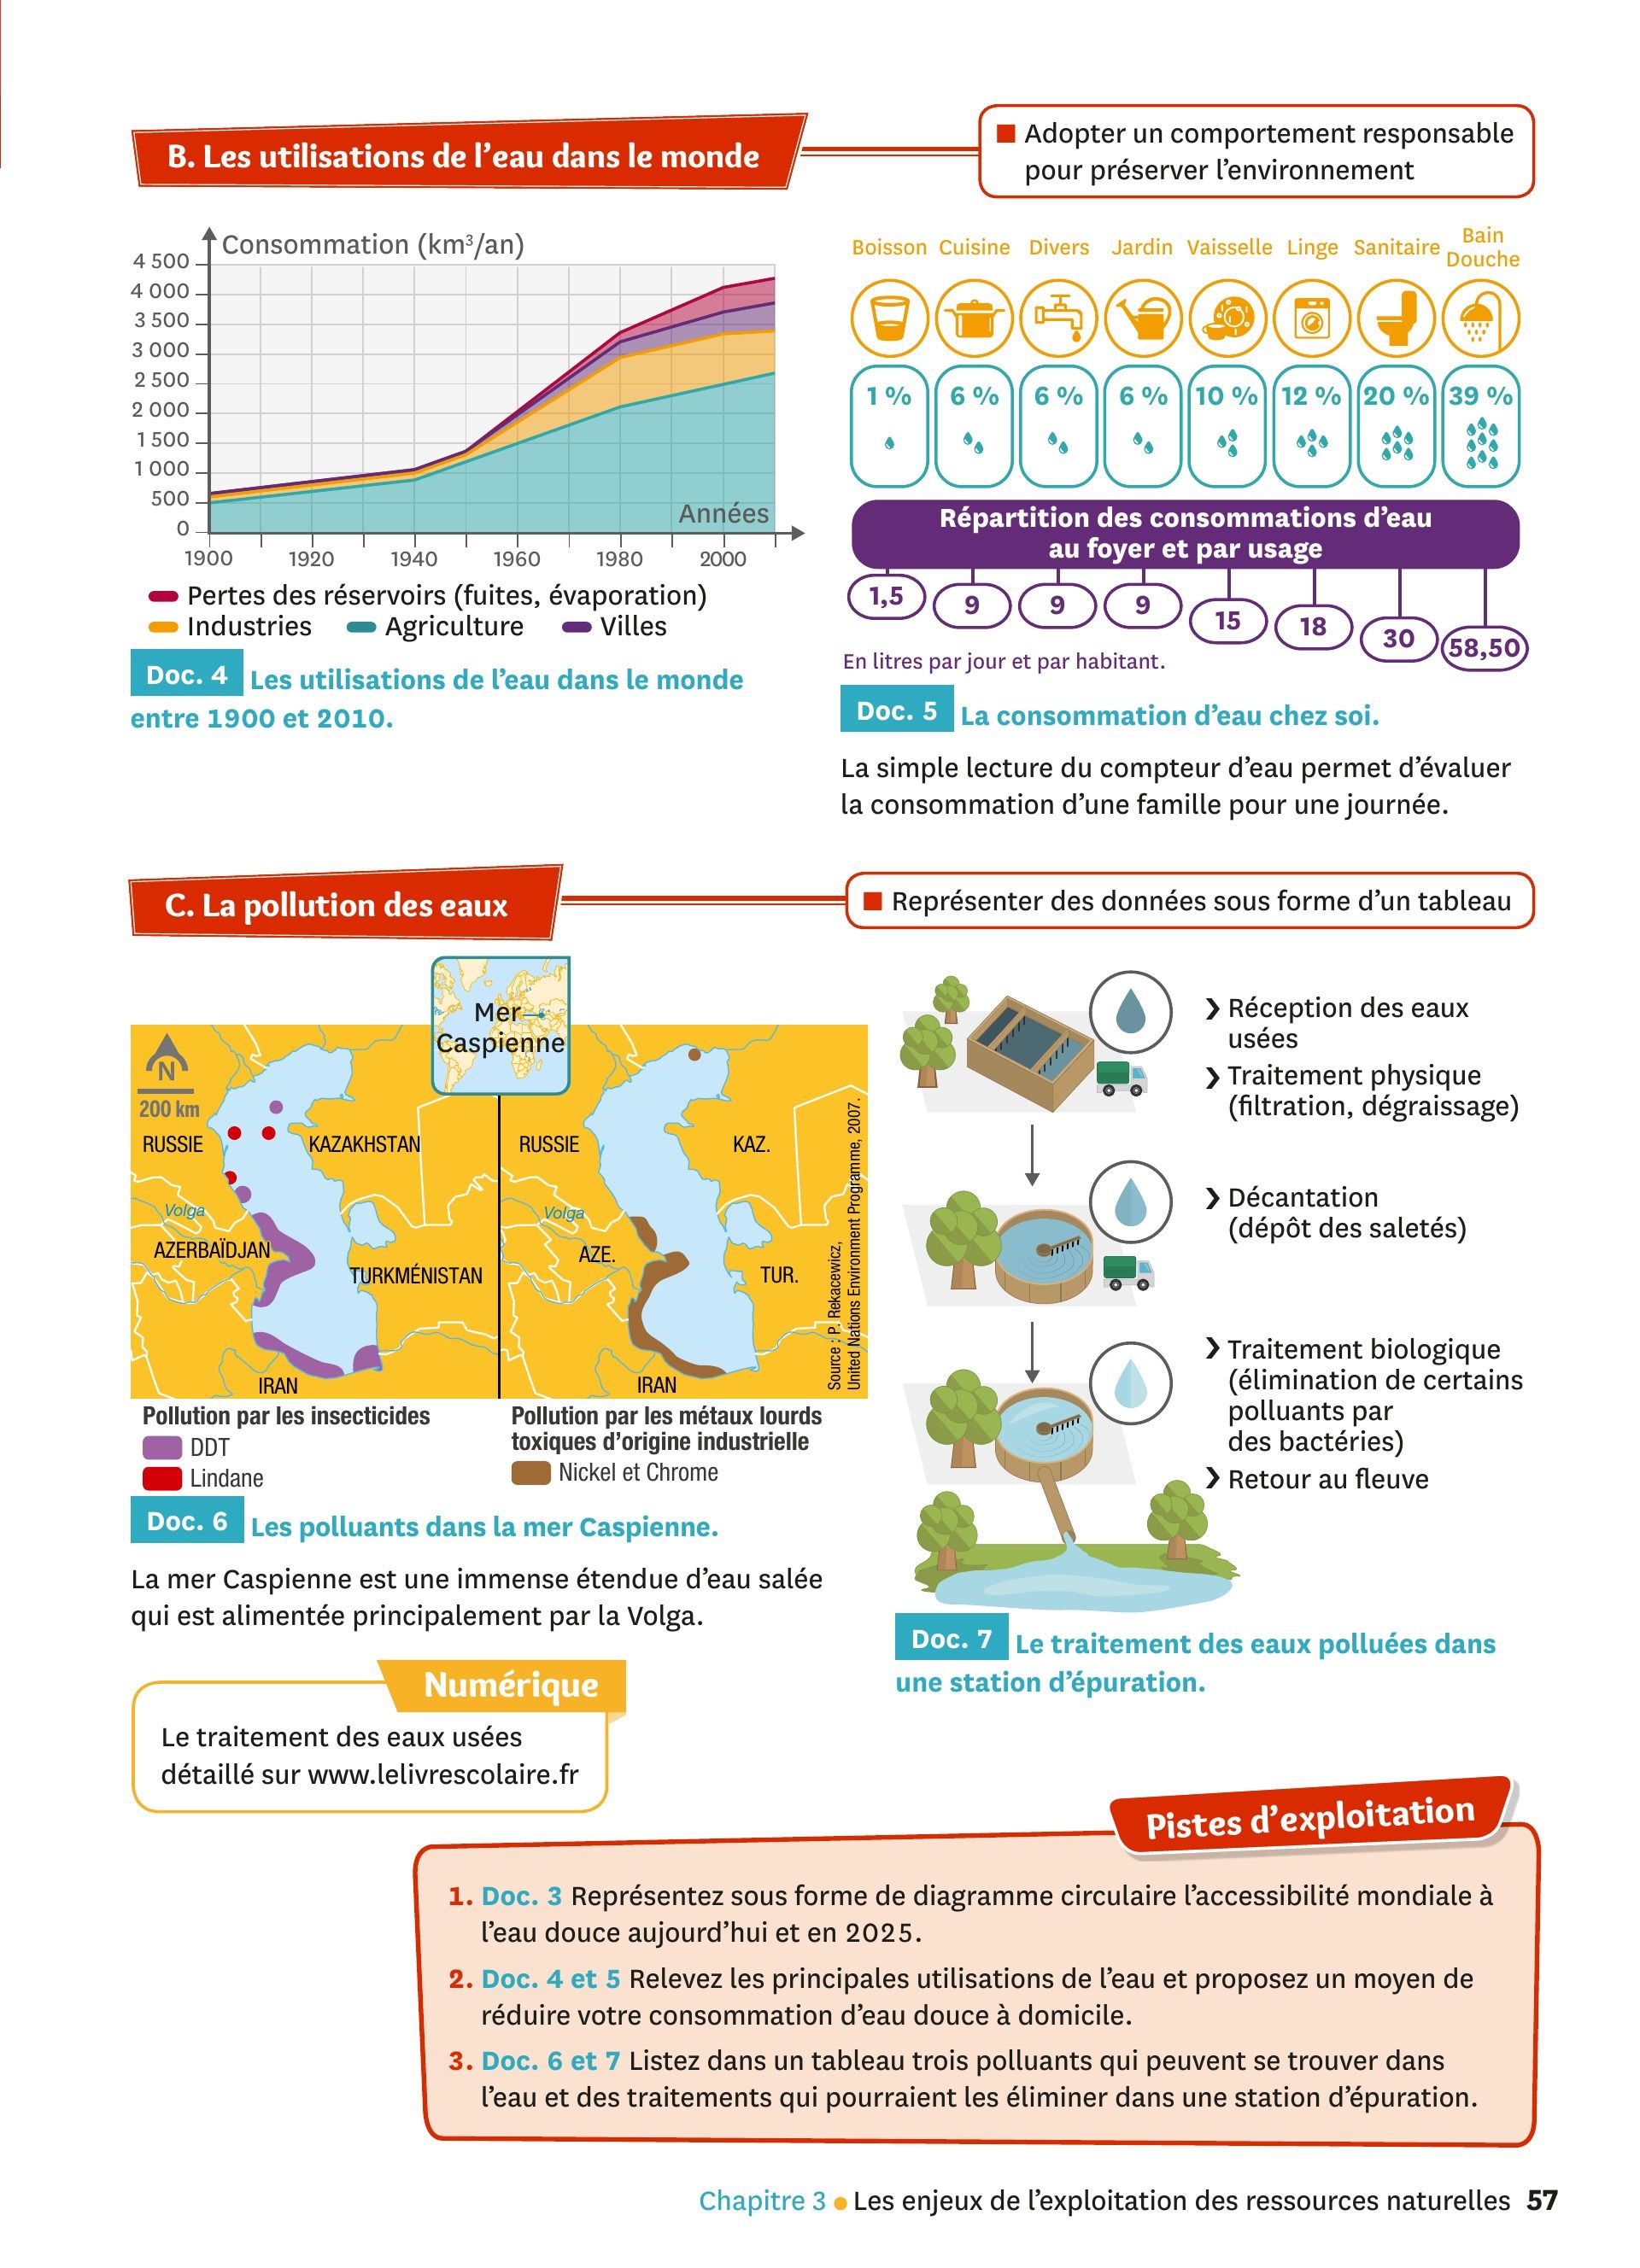 B. Les utilisations de l'eau dans le monde
■ Adopter un comportement responsable
pour préserver l'environnement
Consommation (km³/an)
4 500
4 000
3 500
3 000
2 500
2 000
1 500
1 000
500
0
Années
1900 1920 1940 1960 1980 2000
Pertes des réservoirs (fuites, évaporation)
Industries Agriculture Villes
Doc. 4 Les utilisations de l'eau dans le monde
entre 1900 et 2010.
Boisson Cuisine Divers Jardin Vaisselle Linge Sanitaire Bain
Douche
1 % 6 % 6 % 6 % 10 % 12 % 20 % 39 %
Répartition des consommations d'eau
au foyer et par usage
1,5 9 9 9 15 18 30 58,50
En litres par jour et par habitant.
Doc. 5 La consommation d'eau chez soi.
La simple lecture du compteur d'eau permet d'évaluer
la consommation d'une famille pour une journée.
C. La pollution des eaux
■ Représenter des données sous forme d'un tableau
Mer
Caspienne
N
200 km
RUSSIE
KAZAKHSTAN
Volga
AZERBAÏDJAN
TURKMÉNISTAN
IRAN
RUSSIE
KAZ.
Volga
AZE.
TUR.
IRAN
Source : P. Rekacewicz,
United Nations Environment Programme, 2007.
Pollution par les insecticides
DDT
Lindane
Pollution par les métaux lourds
toxiques d'origine industrielle
Nickel et Chrome
Doc. 6 Les polluants dans la mer Caspienne.
La mer Caspienne est une immense étendue d'eau salée
qui est alimentée principalement par la Volga.
Numérique
Le traitement des eaux usées
détaillé sur www.lelivrescolaire.fr
❯ Réception des eaux
usées
❯ Traitement physique
(filtration, dégraissage)
❯ Décantation
(dépôt des saletés)
❯ Traitement biologique
(élimination de certains
polluants par
des bactéries)
❯ Retour au fleuve
Doc. 7 Le traitement des eaux polluées dans
une station d'épuration.
Pistes d'exploitation
1. Doc. 3 Représentez sous forme de diagramme circulaire l'accessibilité mondiale à
l'eau douce aujourd'hui et en 2025.
2. Doc. 4 et 5 Relevez les principales utilisations de l'eau et proposez un moyen de
réduire votre consommation d'eau douce à domicile.
3. Doc. 6 et 7 Listez dans un tableau trois polluants qui peuvent se trouver dans
l'eau et des traitements qui pourraient les éliminer dans une station d'épuration.
Chapitre 3 ● Les enjeux de l'exploitation des ressources naturelles 57